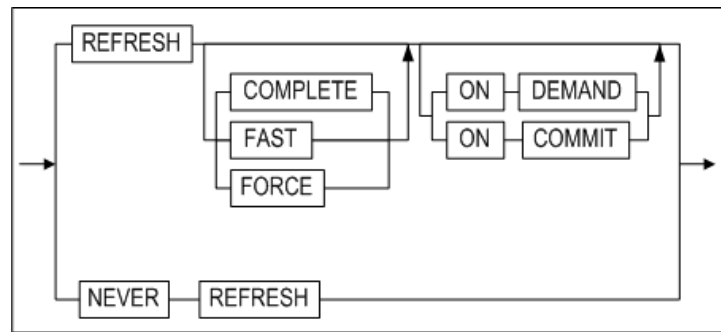 REFRESH
COMPLETE
ON DEMAND
FAST
ON COMMIT
FORCE
NEVER REFRESH